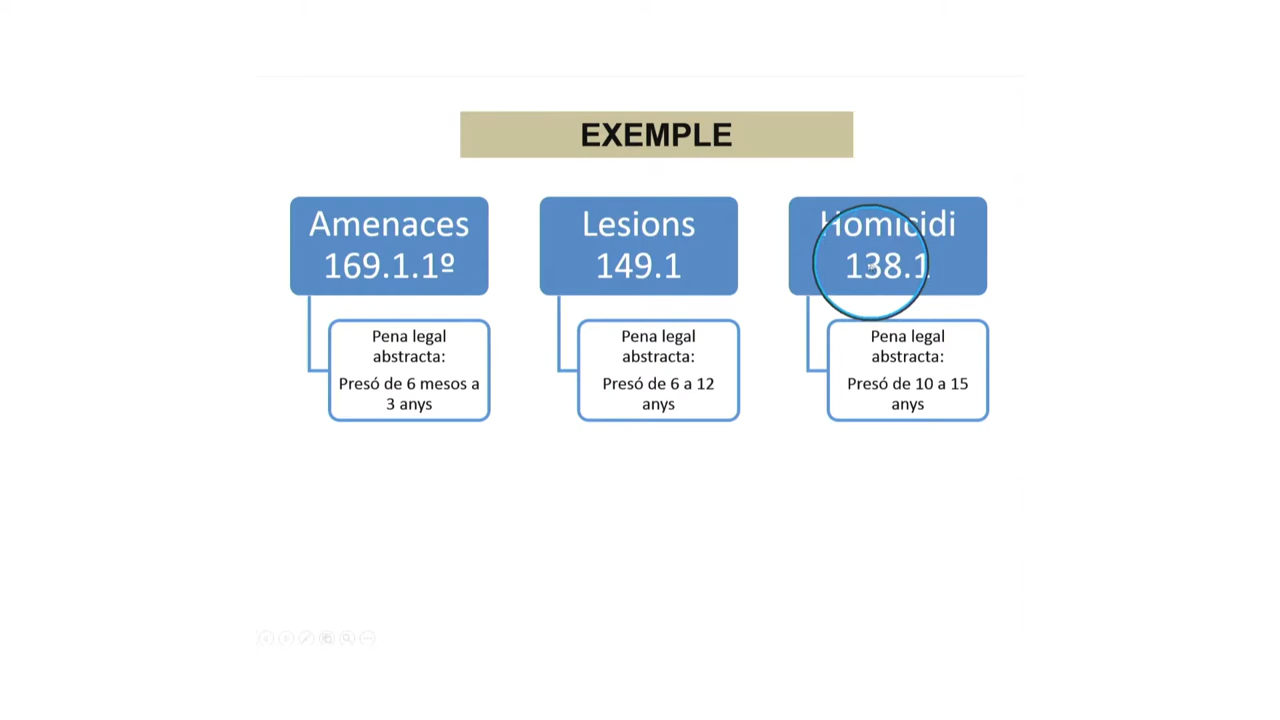 EXEMPLE
Amenaces
169.1.1º
Pena legal
abstracta:
Presó de 6 mesos a
3 anys
Lesions
149.1
Pena legal
abstracta:
Presó de 6 a 12
anys
Homicidi
138.1
Pena legal
abstracta:
Presó de 10 a 15
anys